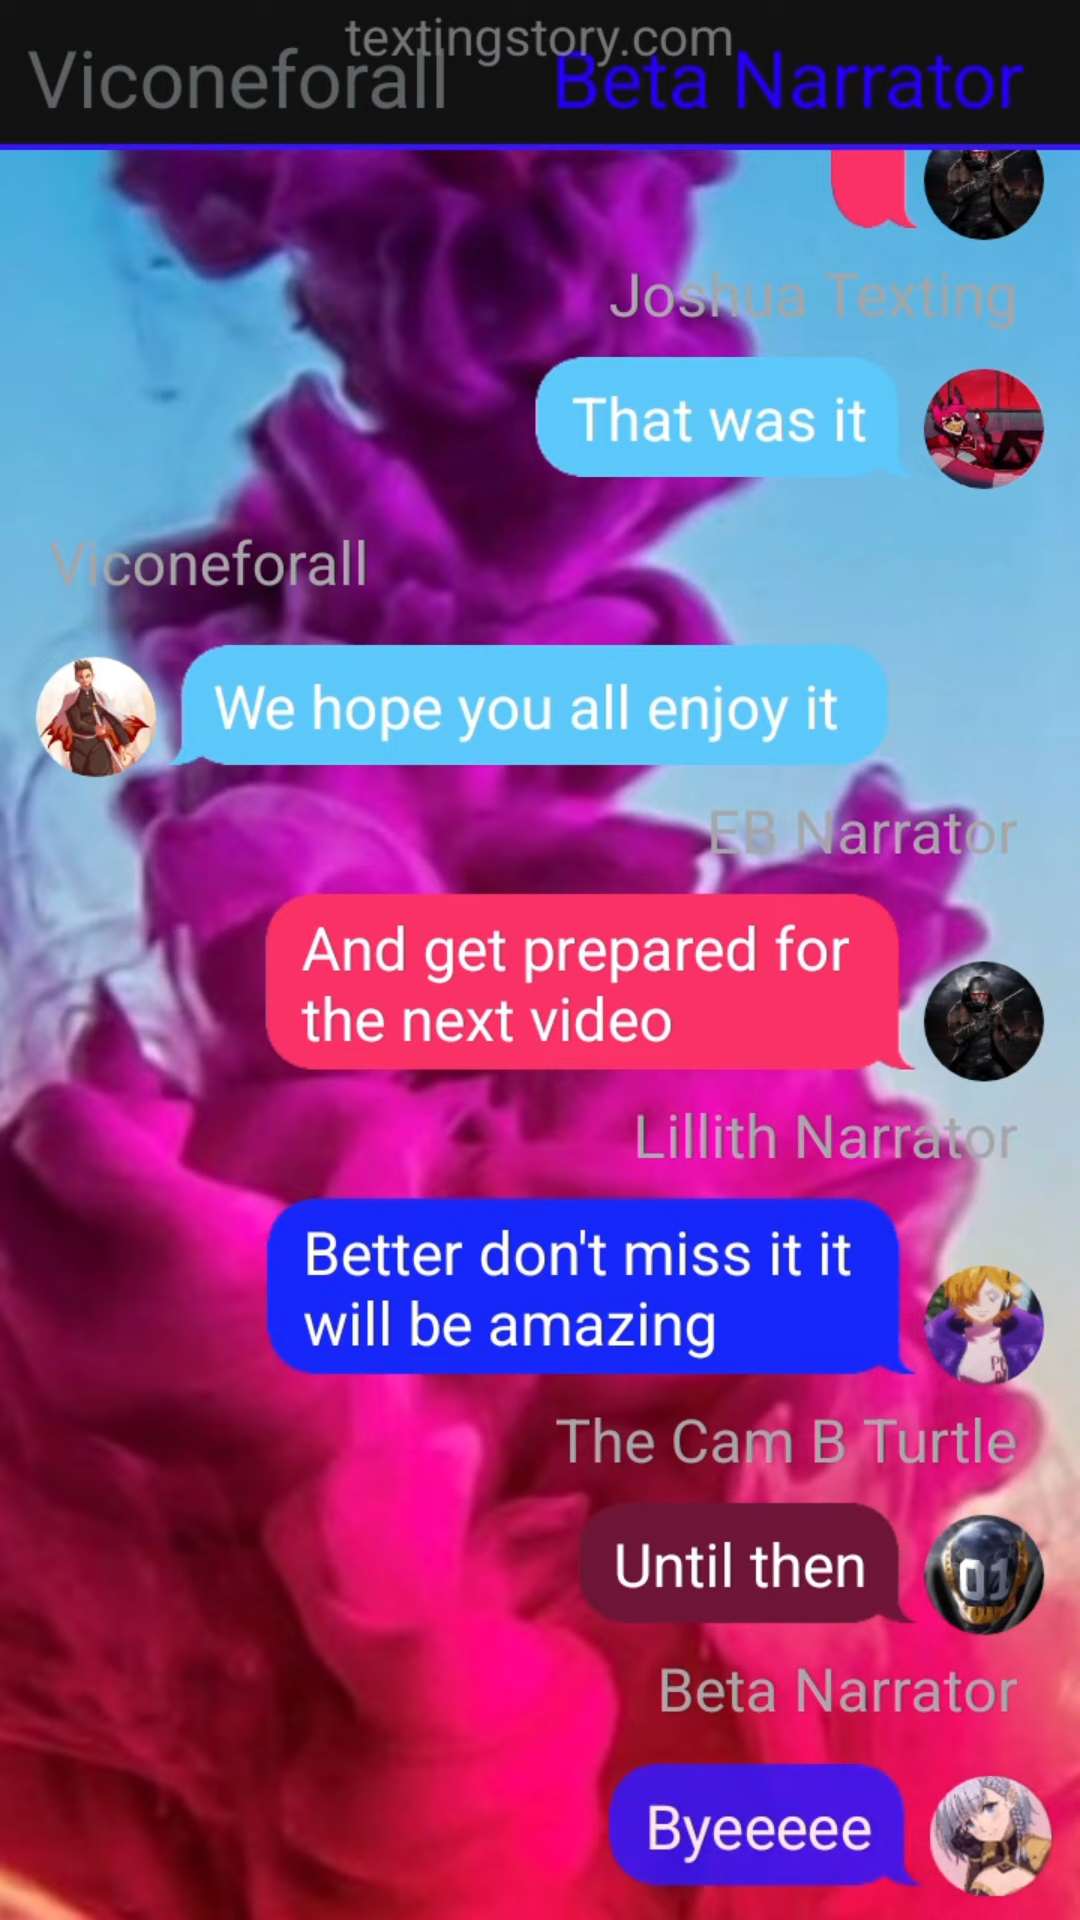 textingstory.com
Viconeforall
Beta Narrator
Joshua Texting
That was it
Viconeforall
We hope you all enjoy it
EB Narrator
And get prepared for
the next video
Lillith Narrator
Better don't miss it it
will be amazing
The Cam B Turtle
Until then
01
Beta Narrator
Byeeeee